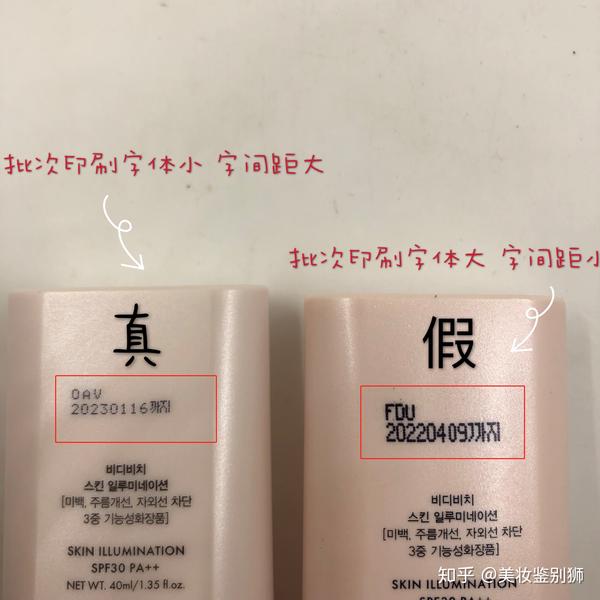 批次印刷字体小 字间距大
批次印刷字体大 字间距小
真
OAV
20230116까지
비디비치
스킨 일루미네이션
[미백, 주름개선, 자외선 차단
3중 기능성화장품]
SKIN ILLUMINATION
SPF30 PA++
NET WT. 40ml/1.35 fl.oz.
假
FDU
20220409까지
비디비치
스킨 일루미네이션
[미백, 주름개선, 자외선 차단
3중 기능성화장품]
SKIN ILLUMINATION
SPF30 PA++
知乎 @美妆鉴别狮